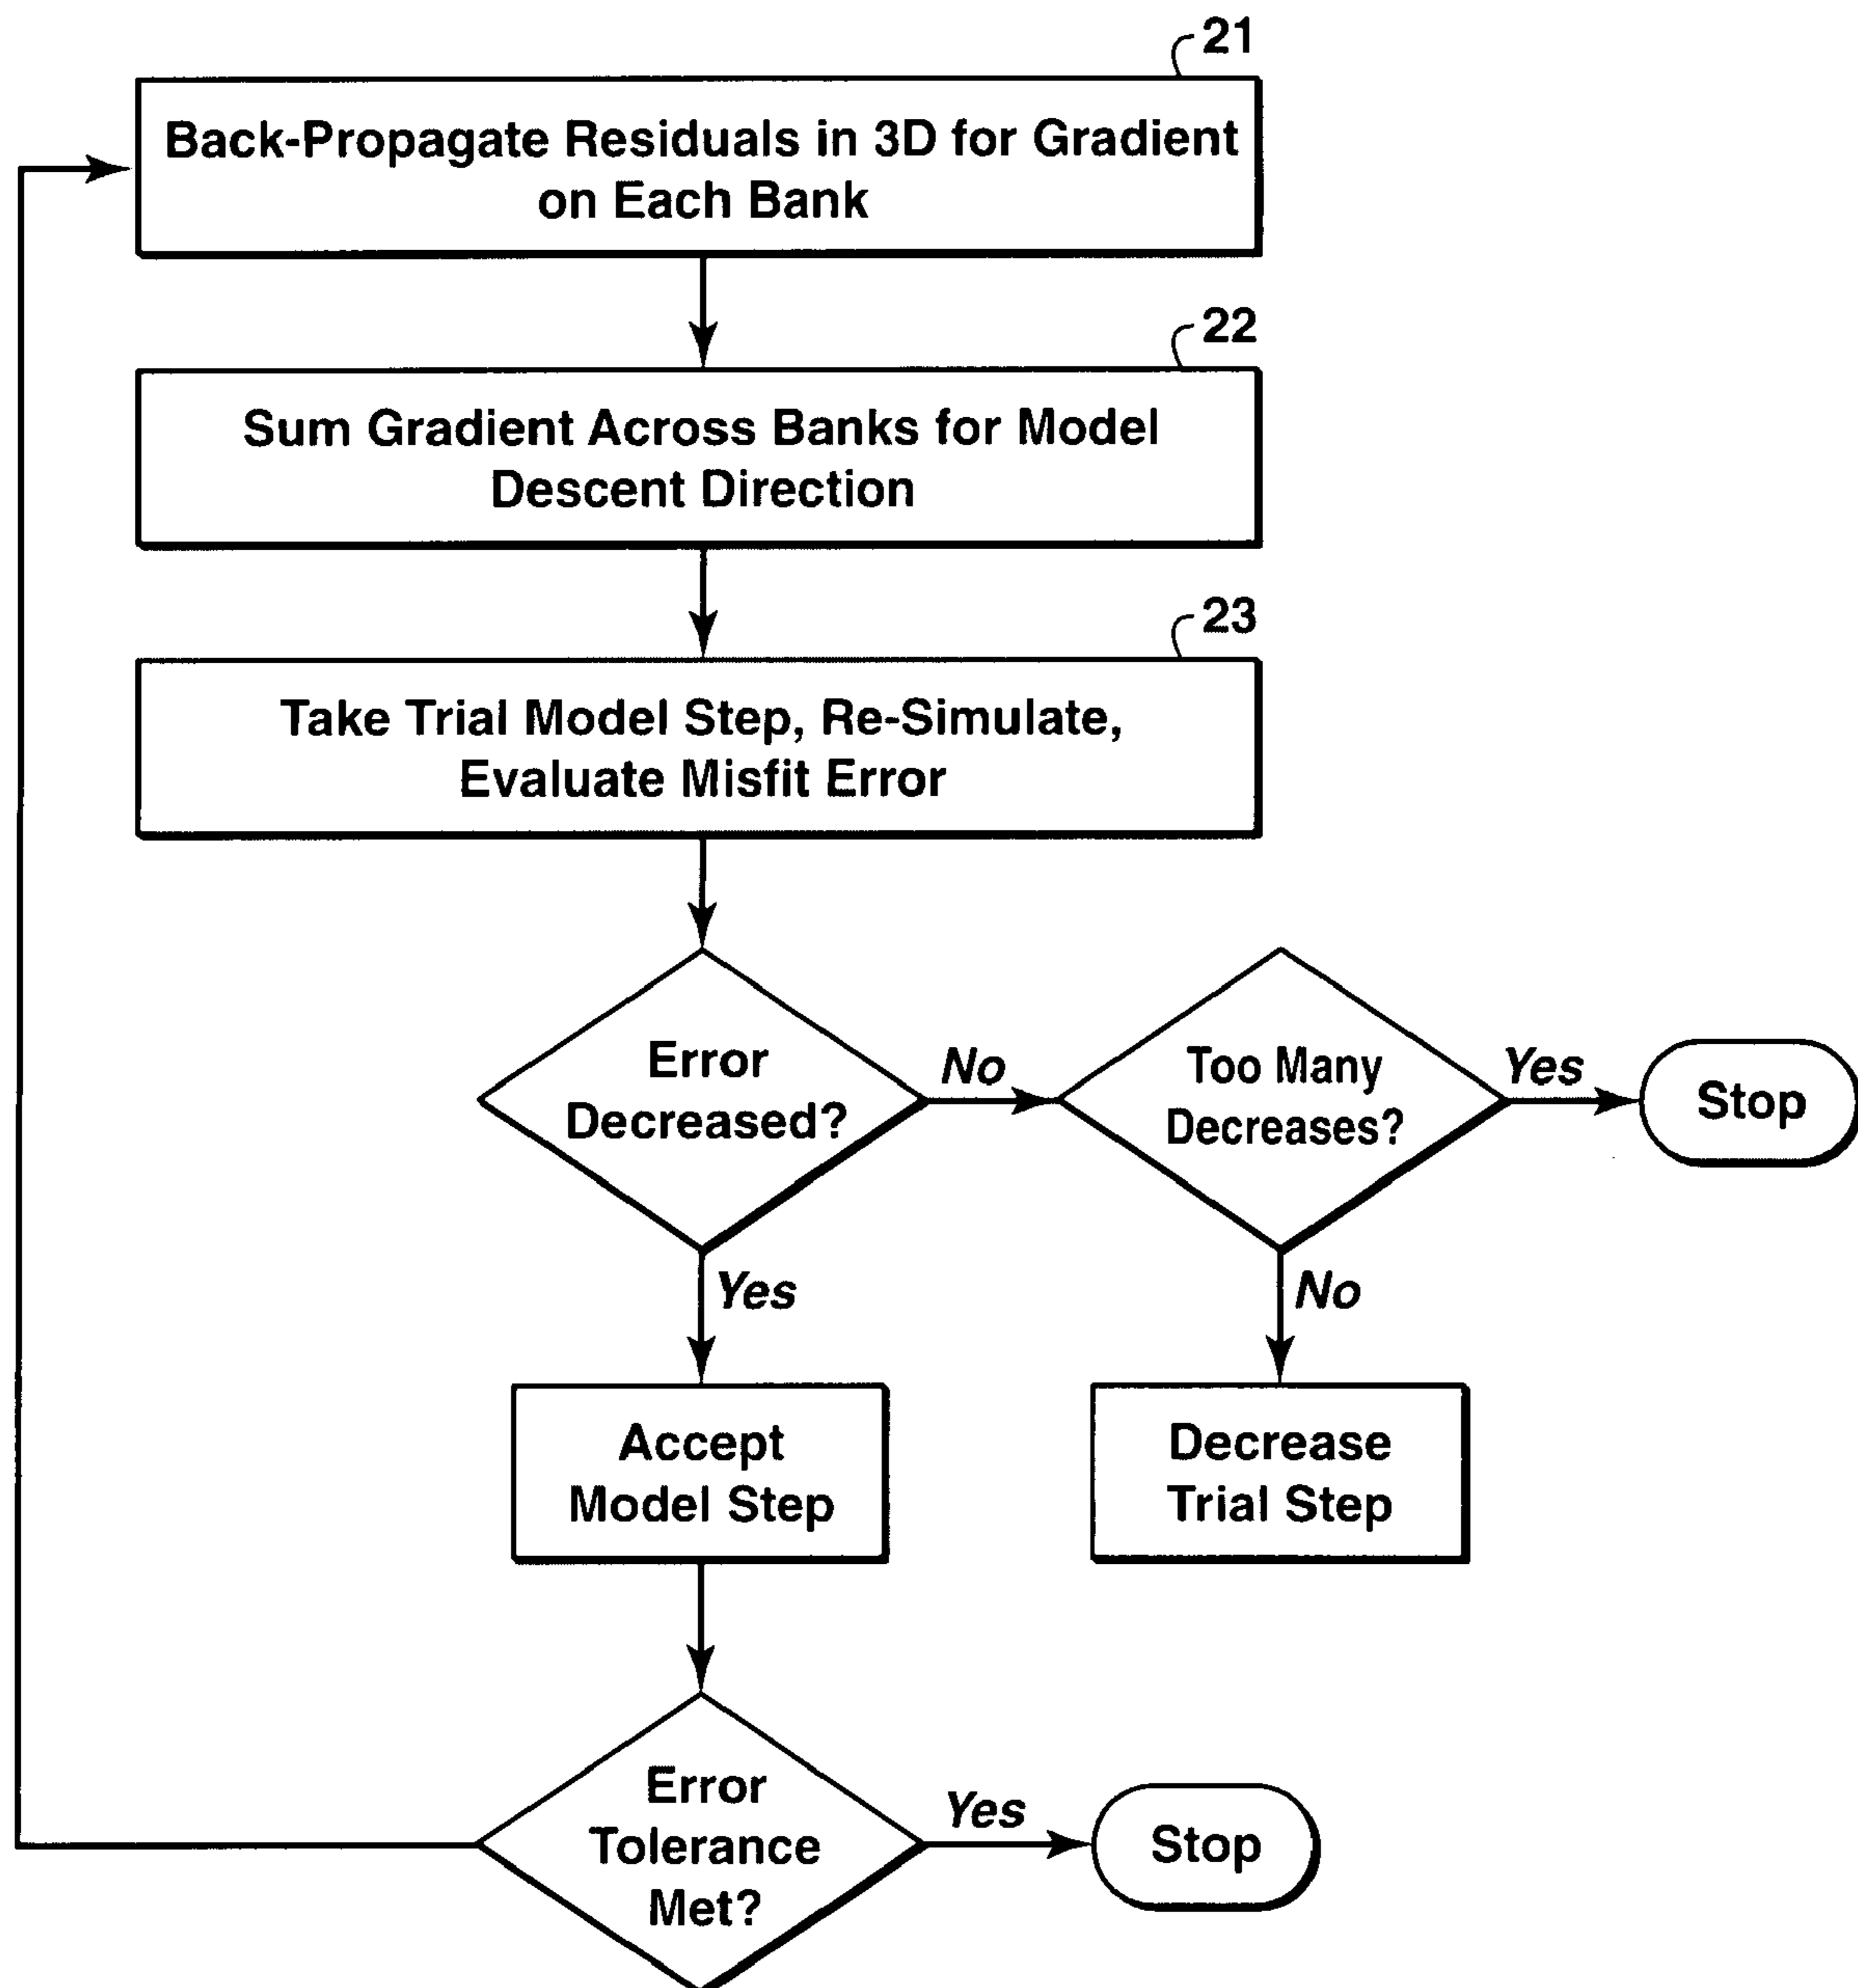 21
Back-Propagate Residuals in 3D for Gradient
on Each Bank
22
Sum Gradient Across Banks for Model
Descent Direction
23
Take Trial Model Step, Re-Simulate,
Evaluate Misfit Error
Error
Decreased?
No
Too Many
Decreases?
Yes
Stop
Yes
No
Accept
Model Step
Decrease
Trial Step
Error
Tolerance
Met?
Yes
Stop